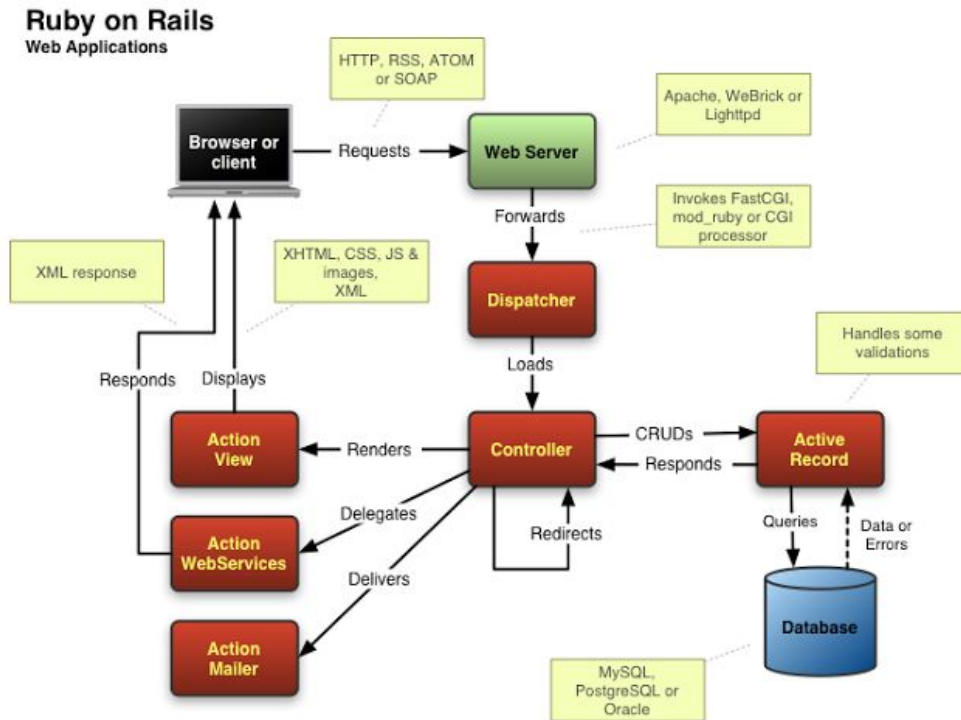 Ruby on Rails
Web Applications
HTTP, RSS, ATOM
or SOAP
Apache, WeBrick or
Lighttpd
Browser or
client
Requests
Web Server
Forwards
Invokes FastCGI,
mod_ruby or CGI
processor
XML response
XHTML, CSS, JS &
images,
XML
Dispatcher
Handles some
validations
Loads
Responds
Displays
Action
View
Renders
Controller
CRUDs
Responds
Active
Record
Delegates
Redirects
Queries
Data or
Errors
Action
WebServices
Delivers
Action
Mailer
Database
MySQL,
PostgreSQL or
Oracle